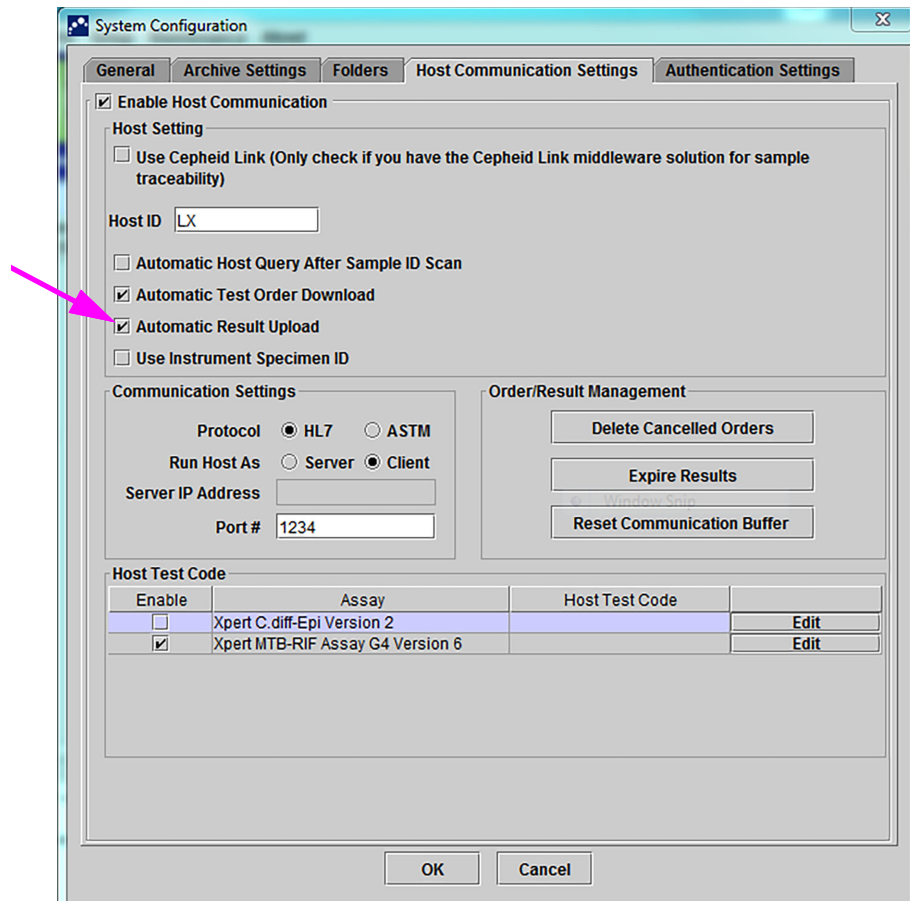 System Configuration
General Archive Settings Folders Host Communication Settings Authentication Settings
Enable Host Communication
Host Setting
Use Cepheid Link (Only check if you have the Cepheid Link middleware solution for sample
traceability)
Host ID LX
Automatic Host Query After Sample ID Scan
Automatic Test Order Download
Automatic Result Upload
Use Instrument Specimen ID
Communication Settings
Protocol HL7 ASTM
Run Host As Server Client
Server IP Address
Port # 1234
Order/Result Management
Delete Cancelled Orders
Expire Results
Window Snip
Reset Communication Buffer
Host Test Code
Enable Assay Host Test Code
Xpert C.diff-Epi Version 2 Edit
Xpert MTB-RIF Assay G4 Version 6 Edit
OK Cancel